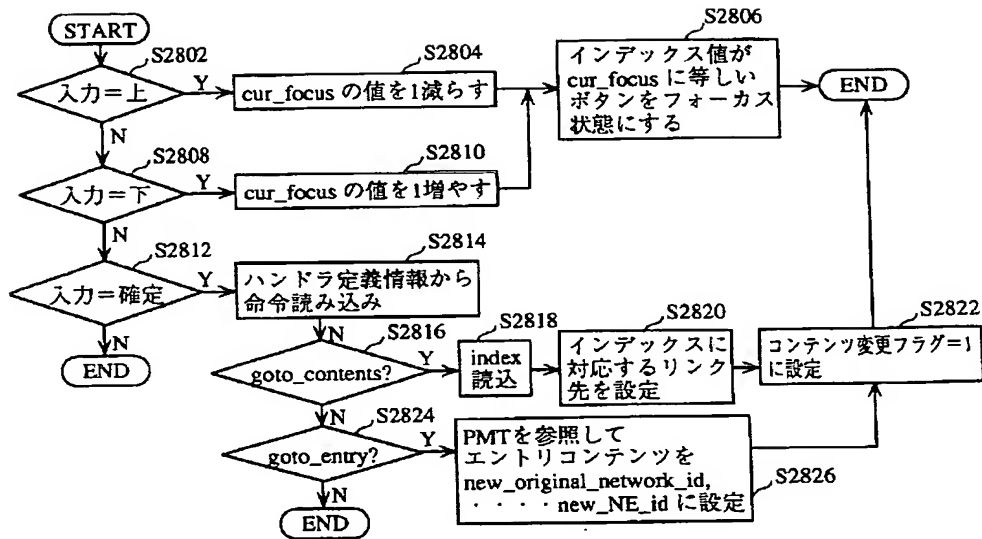 START
S2802
入力=上
Y
S2804
cur_focus の値を1減らす
S2806
インデックス値が
cur_focus に等しい
ボタンをフォーカス
状態にする
END
N
S2808
入力=下
Y
S2810
cur_focus の値を1増やす
N
S2812
入力=確定
Y
S2814
ハンドラ定義情報から
命令読み込み
N
END
N
S2816
goto_contents?
Y
S2818
index
読込
S2820
インデックスに
対応するリンク
先を設定
S2822
コンテンツ変更フラグ=1
に設定
N
S2824
goto_entry?
Y
PMTを参照して
エントリコンテンツを
new_original_network_id,
・・・・new_NE_id に設定
S2826
N
END